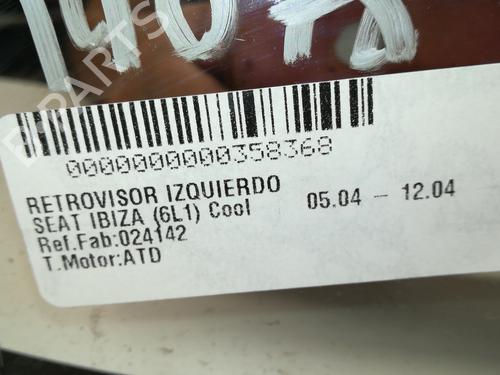 0000000000358368
RETROVISOR IZQUIERDO
SEAT IBIZA (6L1) Cool 05.04 - 12.04
Ref.Fab:024142
T.Motor:ATD